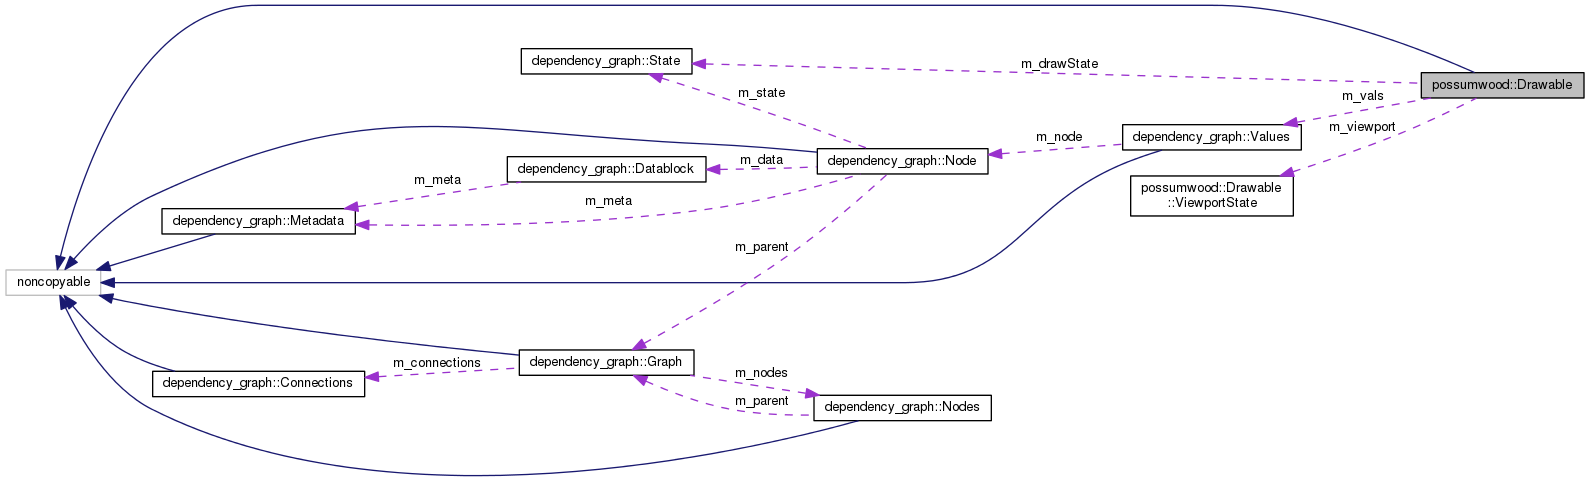 dependency_graph::State
m_drawState
possumwood::Drawable
m_state
m_vals
m_viewport
dependency_graph::Values
m_node
dependency_graph::Node
m_data
dependency_graph::Datablock
m_meta
m_meta
possumwood::Drawable
::ViewportState
dependency_graph::Metadata
m_parent
noncopyable
dependency_graph::Graph
m_connections
m_nodes
dependency_graph::Connections
m_parent
dependency_graph::Nodes